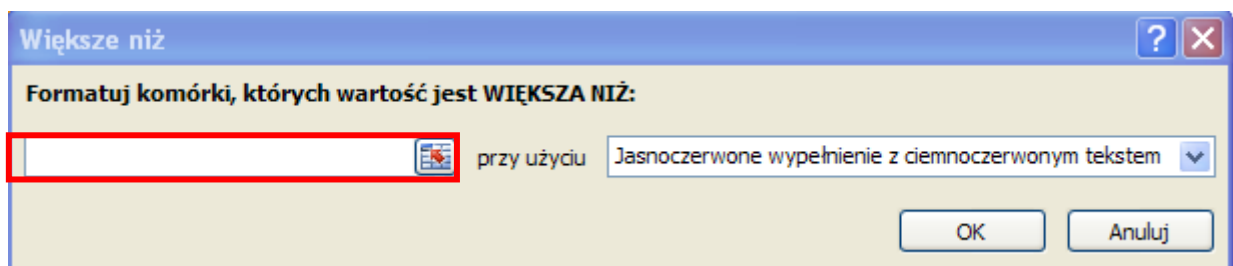 Większe niż
Formatuj komórki, których wartość jest WIĘKSZA NIŻ:
przy użyciu Jasnoczerwone wypełnienie z ciemnoczerwonym tekstem
OK Anuluj